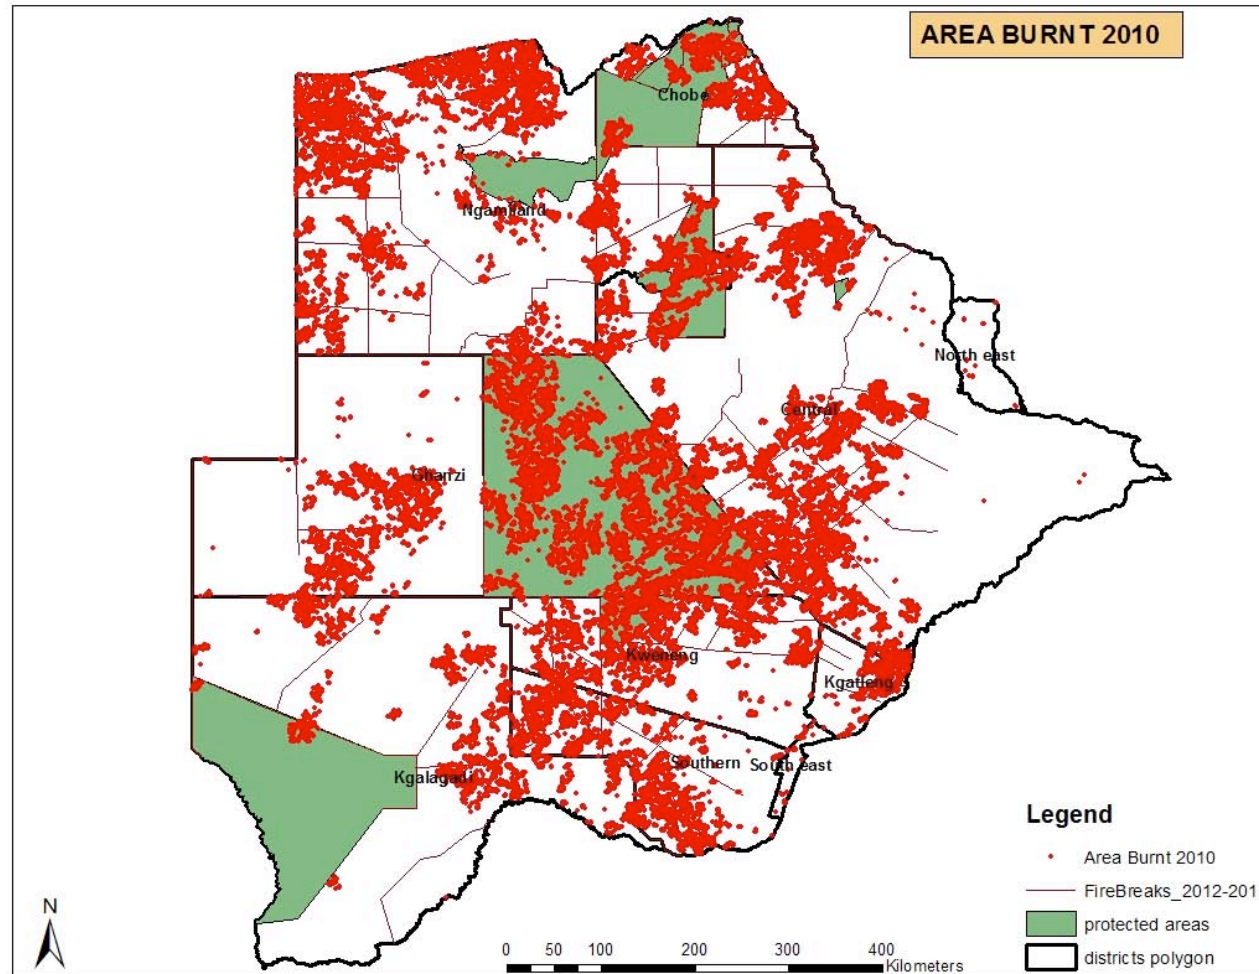 AREA BURNT 2010
Chobe
Ngamiland
North east
Central
Ghanzi
Kweneng
Kgatleng
Southern
South east
Kgalagadi
Legend
Area Burnt 2010
FireBreaks_2012-201
protected areas
districts polygon
N
0 50 100 200 300 400
Kilometers